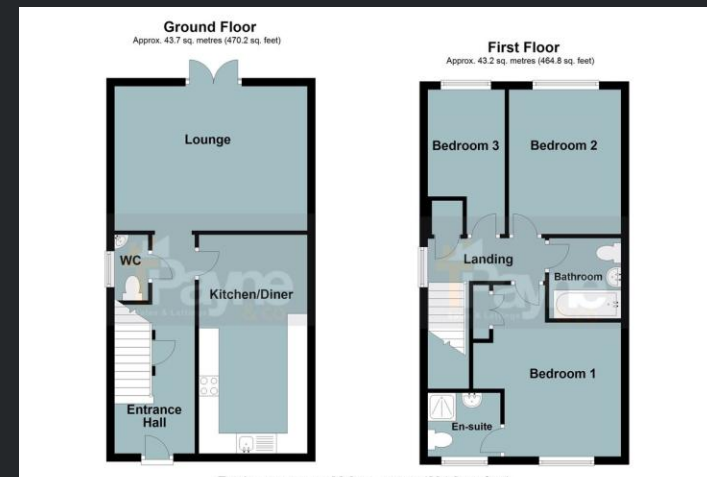 Ground Floor
Approx. 43.7 sq. metres (470.2 sq. feet)
Lounge
WC
Kitchen/Diner
Entrance
Hall
First Floor
Approx. 43.2 sq. metres (464.8 sq. feet)
Bedroom 3
Bedroom 2
Landing
Bathroom
Bedroom 1
En-suite
Payne
& Co